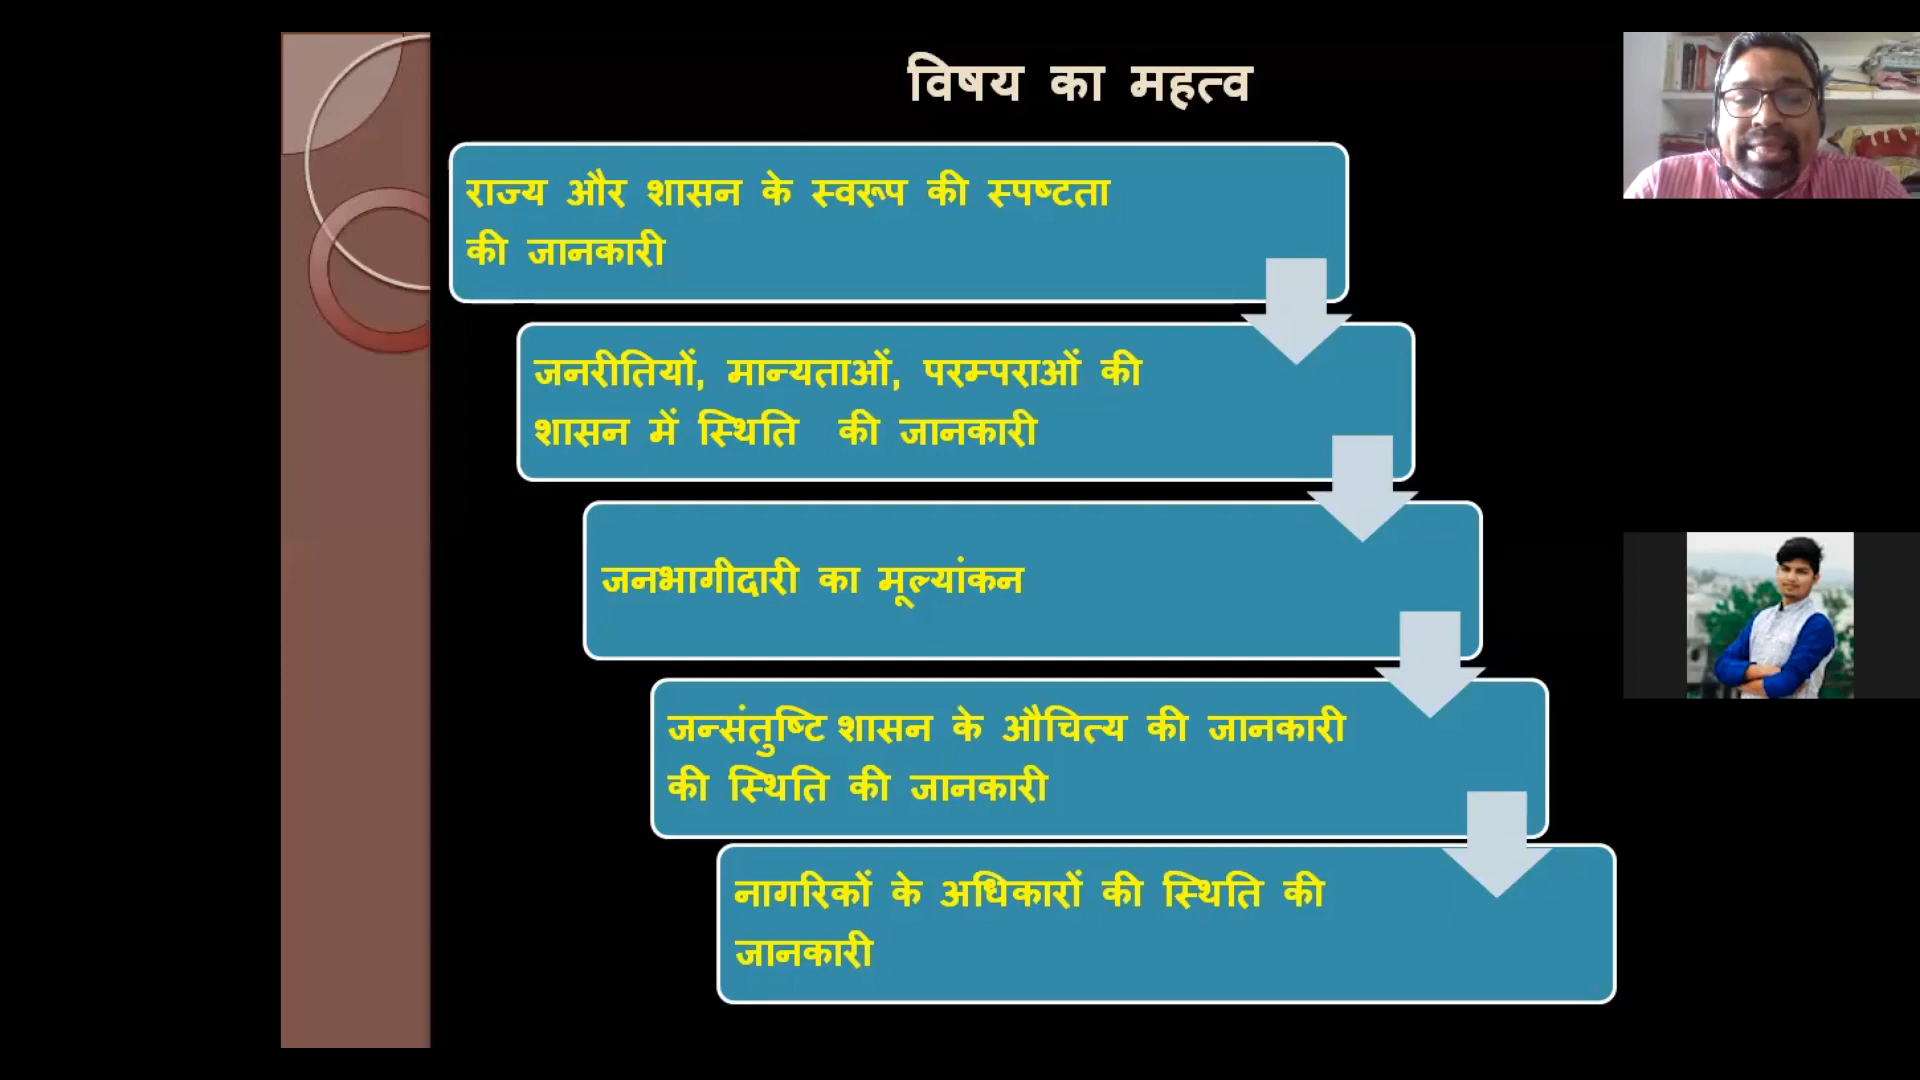 विषय का महत्व
राज्य और शासन के स्वरूप की स्पष्टता
की जानकारी
जनरीतियों, मान्यताओं, परम्पराओं की
शासन में स्थिति की जानकारी
जनभागीदारी का मूल्यांकन
जन्संतुष्टि शासन के औचित्य की जानकारी
की स्थिति की जानकारी
नागरिकों के अधिकारों की स्थिति की
जानकारी